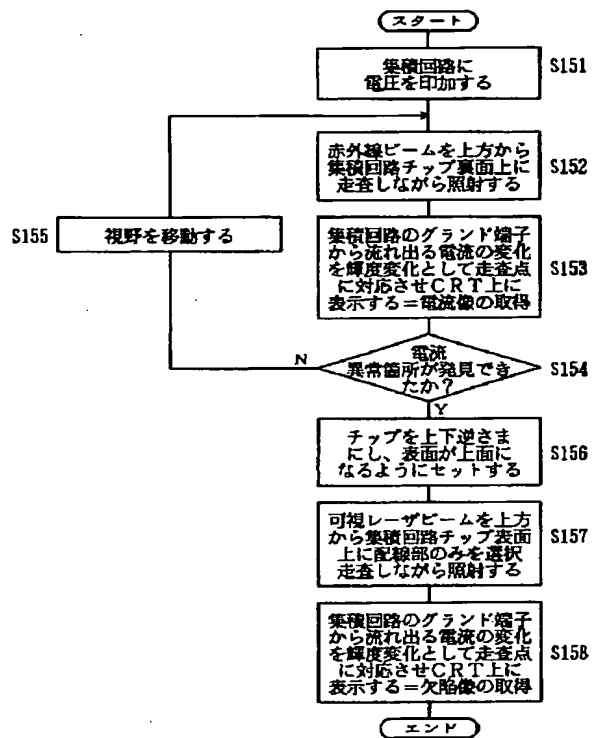 スタート
集積回路に
電圧を印加する
S151
赤外線ビームを上方から
集積回路チップ裏面上に
走査しながら照射する
S152
S155
視野を移動する
集積回路のグランド端子
から流れ出る電流の変化
を輝度変化として走査点
に対応させCRT上に
表示する=電流像の取得
S153
N
電流
異常箇所が発見でき
たか?
S154
Y
チップを上下逆さま
にし、表面が上面に
なるようにセットする
S156
可視レーザビームを上方
から集積回路チップ表面
上に配線部のみを選択
走査しながら照射する
S157
集積回路のグランド端子
から流れ出る電流の変化
を輝度変化として走査点
に対応させCRT上に
表示する=欠陥像の取得
S158
エンド